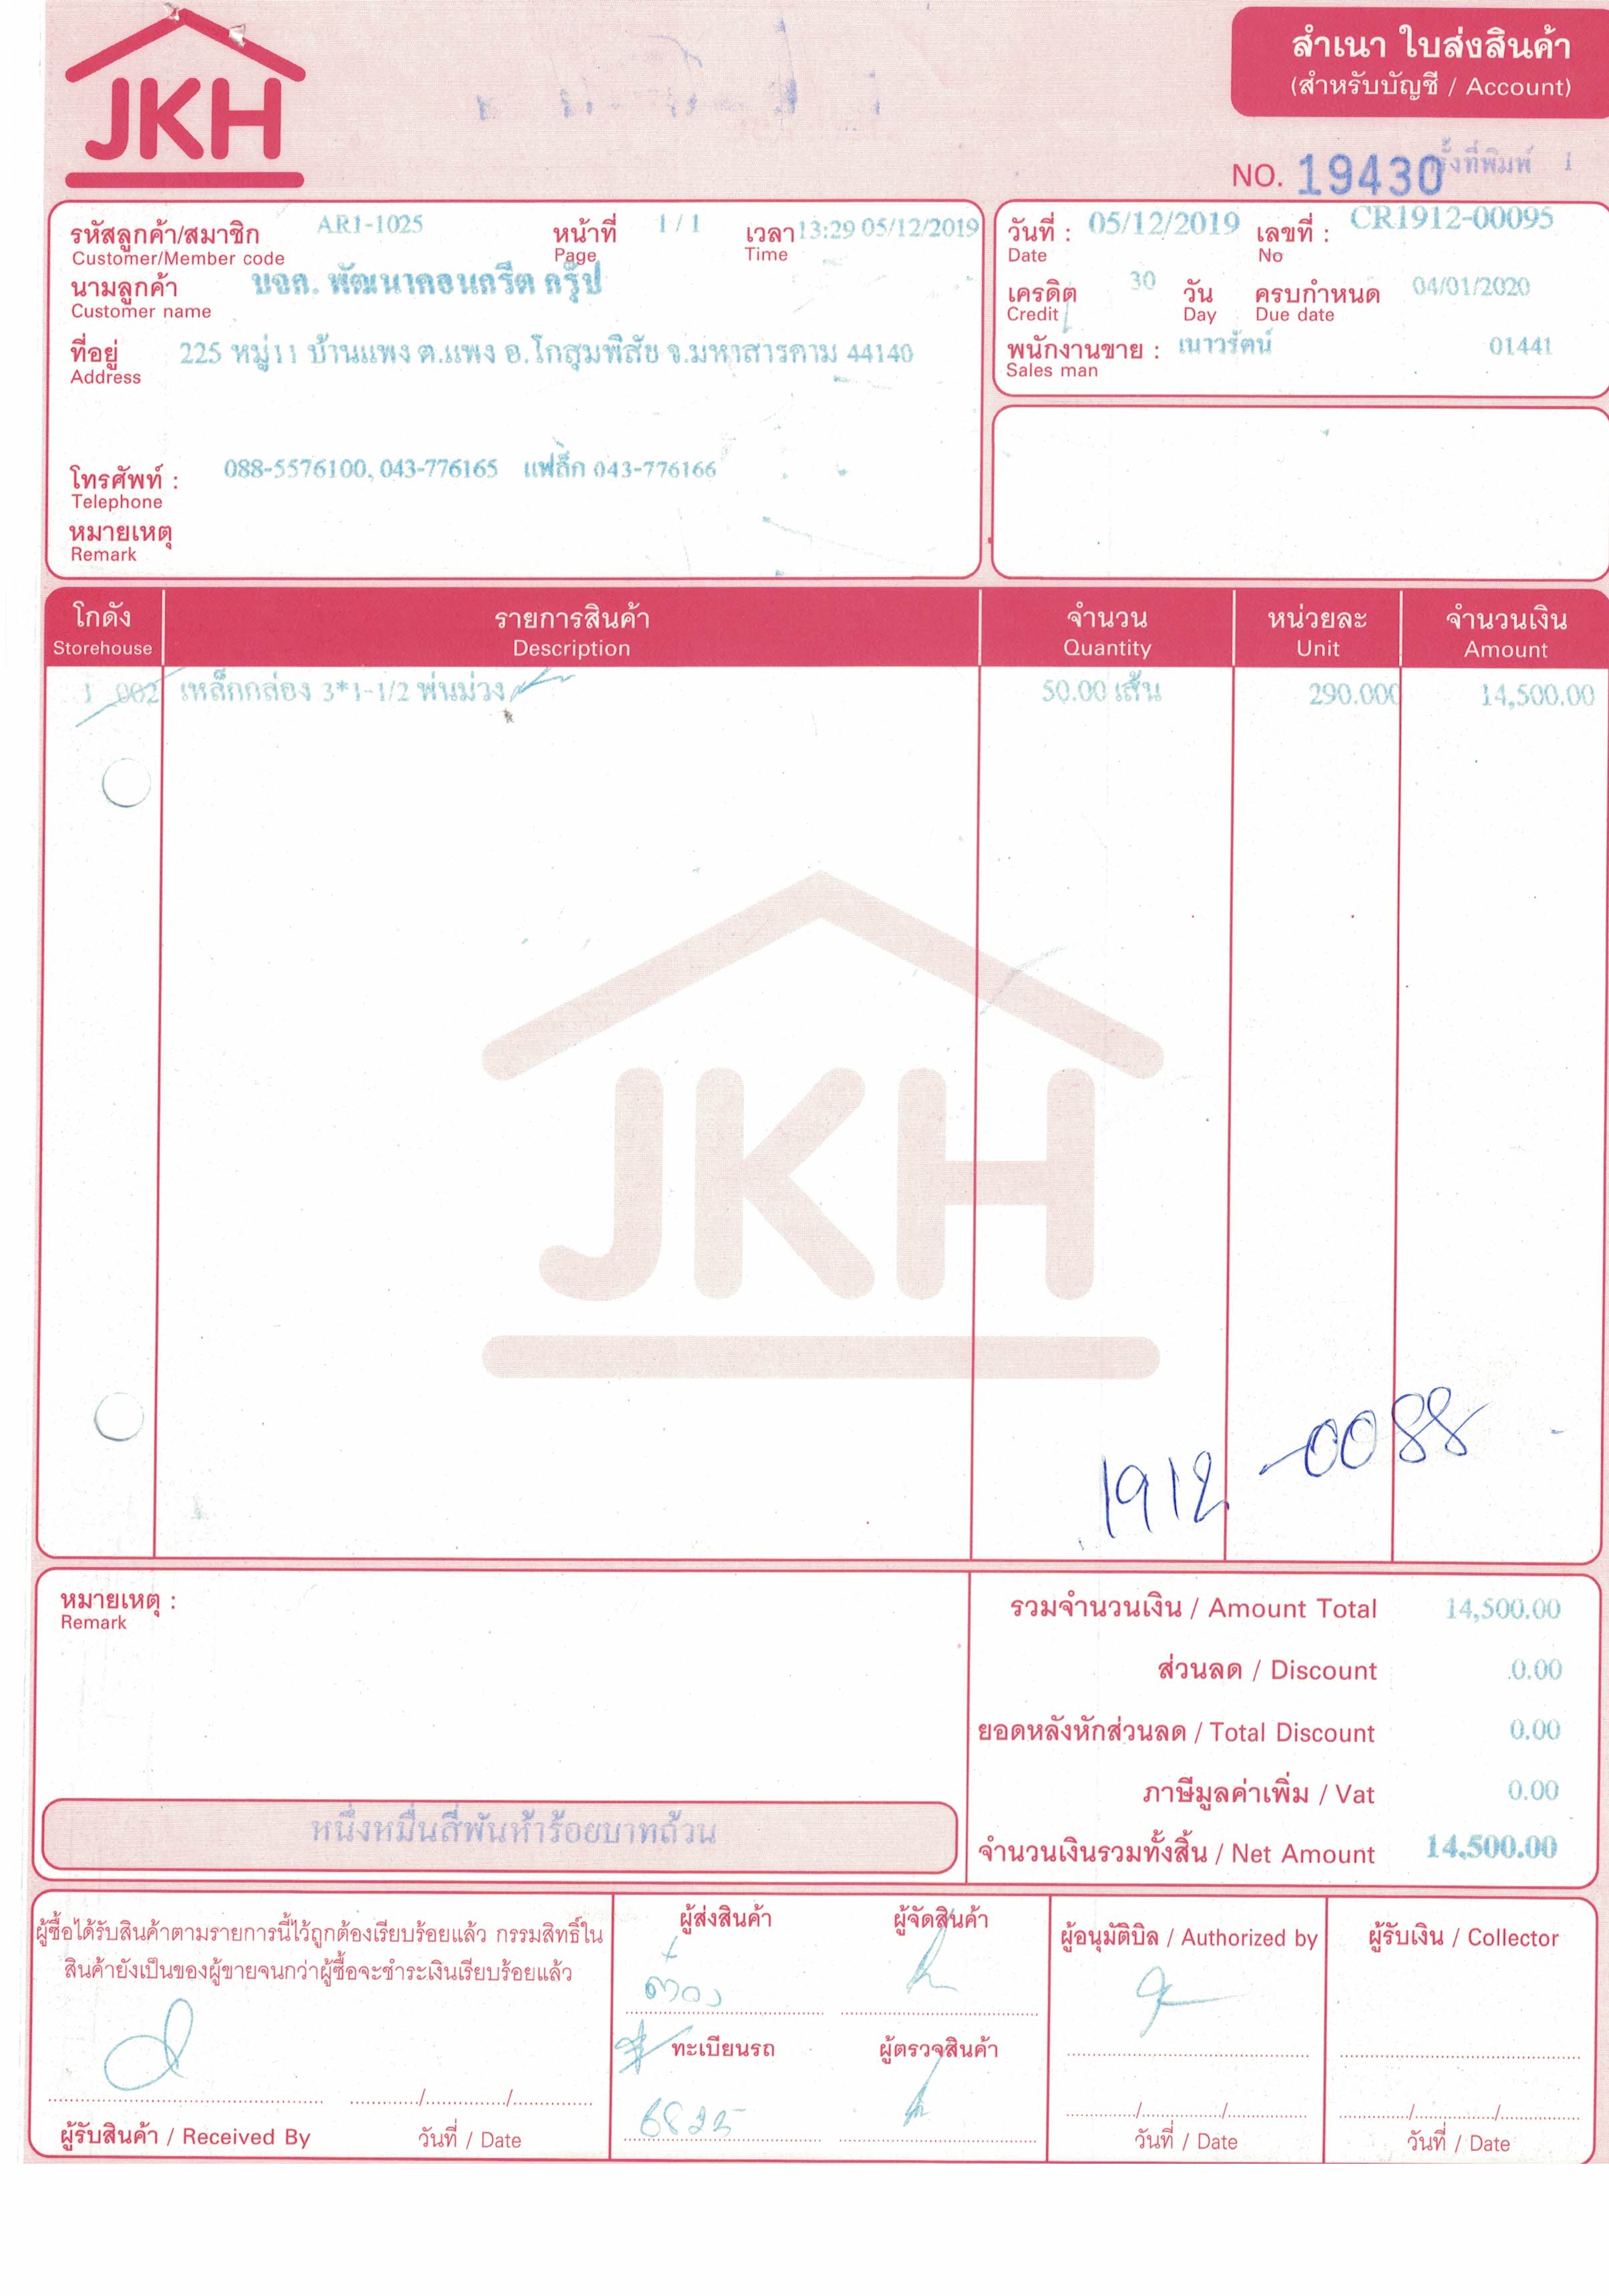 JKH
สำเนา ใบส่งสินค้า
(สำหรับบัญชี / Account)
NO. 19430 ครั้งที่พิมพ์ 1
รหัสลูกค้า/สมาชิก AR1-1025 หน้าที่ 1 / 1 เวลา 13:29 05/12/2019
Customer/Member code Page Time
นามลูกค้า บจก. พัฒนาคอนกรีต กรุ๊ป
Customer name
ที่อยู่ 225 หมู่11 บ้านแพง ต.แพง อ.โกสุมพิสัย จ.มหาสารคาม 44140
Address
โทรศัพท์ : 088-5576100, 043-776165 แฟล็ก 043-776166
Telephone
หมายเหตุ
Remark
วันที่ : 05/12/2019 เลขที่ : CR1912-00095
Date No
เครดิต 30 วัน ครบกำหนด 04/01/2020
Credit Day Due date
พนักงานขาย : เนาวรัตน์ 01441
Sales man
โกดัง รายการสินค้า จำนวน หน่วยละ จำนวนเงิน
Storehouse Description Quantity Unit Amount
1 002 เหล็กกล่อง 3*1-1/2 พ่นม่วง 50.00 เส้น 290.000 14,500.00
JKH
1912-0088
หมายเหตุ :
Remark
รวมจำนวนเงิน / Amount Total 14,500.00
ส่วนลด / Discount 0.00
ยอดหลังหักส่วนลด / Total Discount 0.00
ภาษีมูลค่าเพิ่ม / Vat 0.00
หนึ่งหมื่นสี่พันห้าร้อยบาทถ้วน
จำนวนเงินรวมทั้งสิ้น / Net Amount 14,500.00
ผู้ซื้อได้รับสินค้าตามรายการนี้ไว้ถูกต้องเรียบร้อยแล้ว กรรมสิทธิ์ใน
สินค้ายังเป็นของผู้ขายจนกว่าผู้ซื้อจะชำระเงินเรียบร้อยแล้ว
ผู้รับสินค้า / Received By วันที่ / Date
ผู้ส่งสินค้า ผู้จัดสินค้า
ทะเบียนรถ ผู้ตรวจสินค้า
6825
ผู้อนุมัติบิล / Authorized by
วันที่ / Date
ผู้รับเงิน / Collector
วันที่ / Date